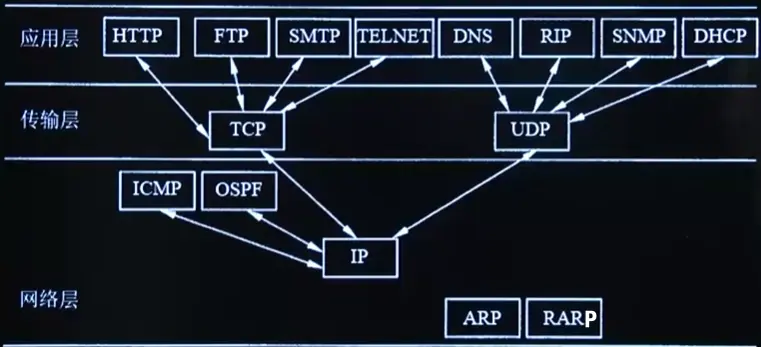 应用层 HTTP FTP SMTP TELNET DNS RIP SNMP DHCP
传输层 TCP UDP
ICMP OSPF
IP
网络层
ARP RARP